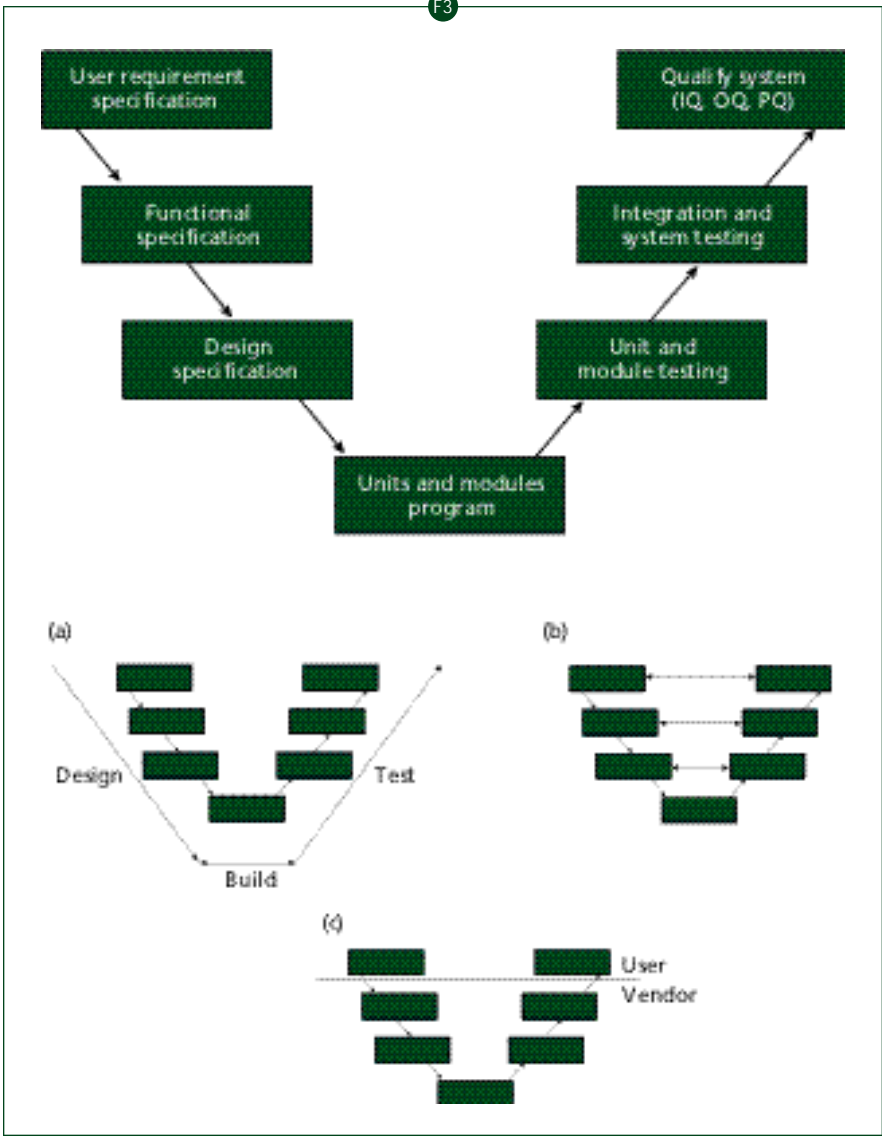 F3
User requirement
specification
Qualify system
(IQ, OQ, PQ)
Functional
specification
Integration and
system testing
Design
specification
Unit and
module testing
Units and modules
program
(a)
(b)
Design
Test
Build
(c)
User
Vendor